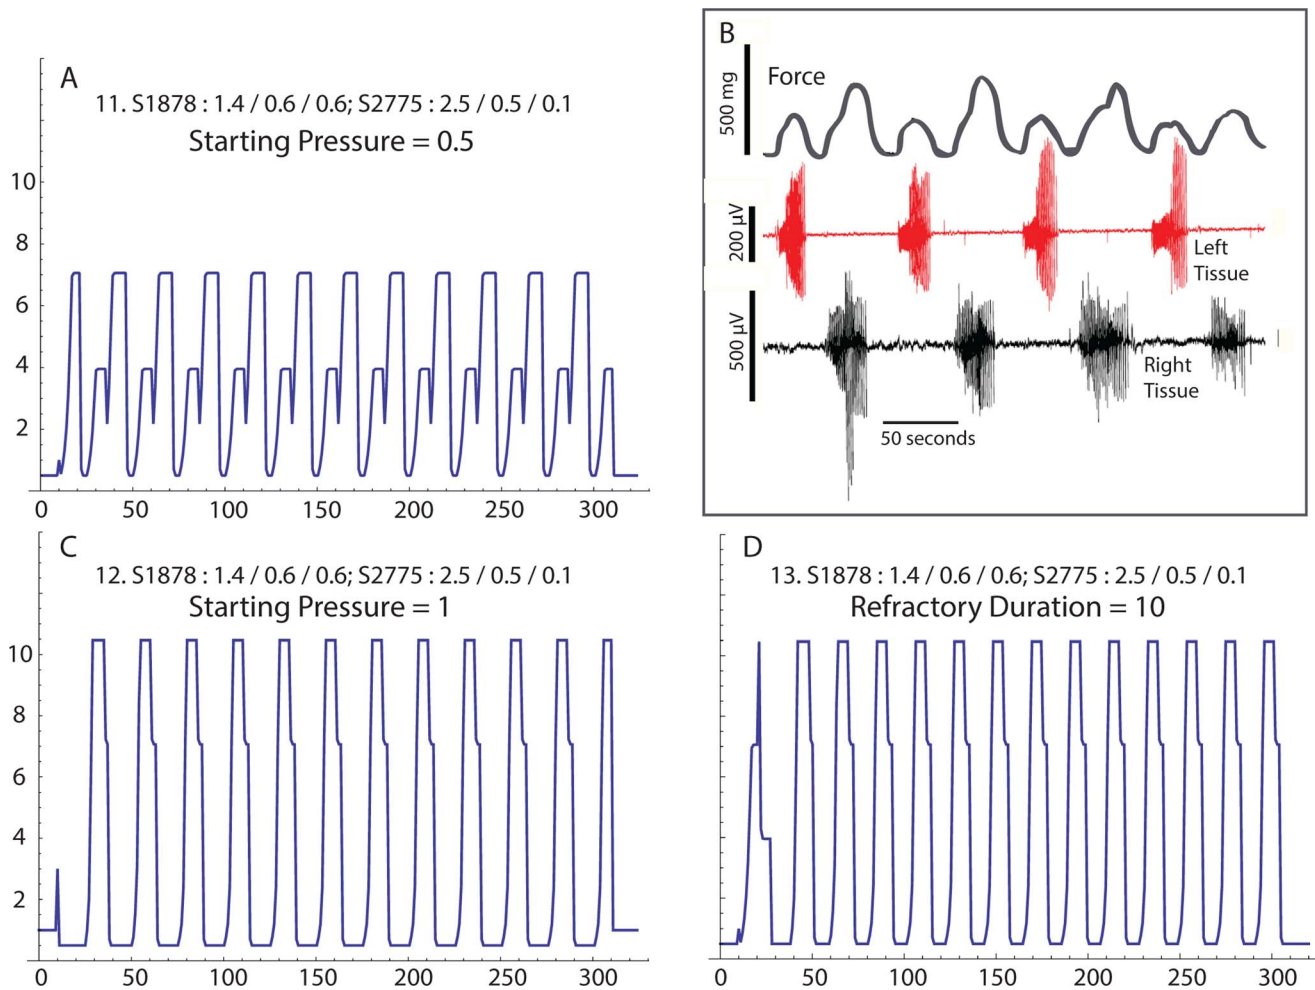 A
11. S1878 : 1.4 / 0.6 / 0.6; S2775 : 2.5 / 0.5 / 0.1
Starting Pressure = 0.5
10
8
6
4
2
0 50 100 150 200 250 300
B
500 mg
Force
200 µV
Left
Tissue
500 µV
Right
Tissue
50 seconds
C
12. S1878 : 1.4 / 0.6 / 0.6; S2775 : 2.5 / 0.5 / 0.1
Starting Pressure = 1
10
8
6
4
2
0 50 100 150 200 250 300
D
13. S1878 : 1.4 / 0.6 / 0.6; S2775 : 2.5 / 0.5 / 0.1
Refractory Duration = 10
0 50 100 150 200 250 300